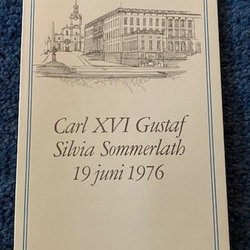 Carl XVI Gustaf
Silvia Sommerlath
19 juni 1976